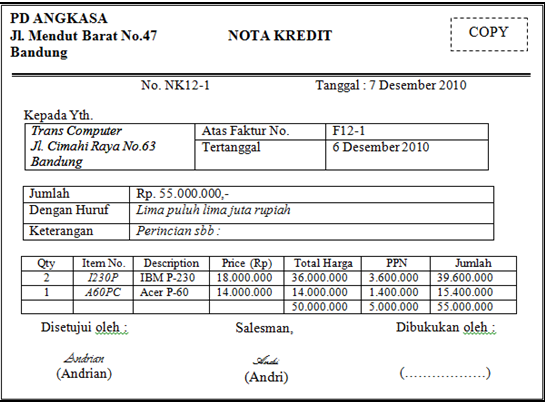 PD ANGKASA
Jl. Mendut Barat No.47 NOTA KREDIT COPY
Bandung
No. NK12-1 Tanggal : 7 Desember 2010
Kepada Yth.
Trans Computer Atas Faktur No. F12-1
Jl. Cimahi Raya No.63 Tertanggal 6 Desember 2010
Bandung
Jumlah Rp. 55.000.000,-
Dengan Huruf Lima puluh lima juta rupiah
Keterangan Perincian sbb :
Qty Item No. Description Price (Rp) Total Harga PPN Jumlah
2 I230P IBM P-230 18.000.000 36.000.000 3.600.000 39.600.000
1 A60PC Acer P-60 14.000.000 14.000.000 1.400.000 15.400.000
50.000.000 5.000.000 55.000.000
Disetujui oleh : Salesman, Dibukukan oleh :
Andrian Andi
(Andrian) (Andri) (……………..)